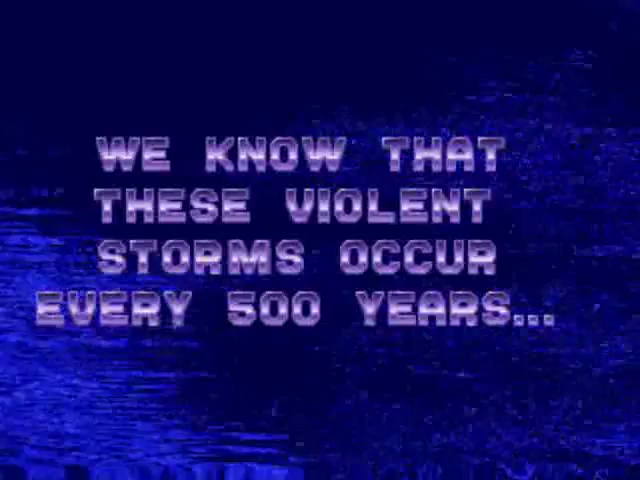 WE KNOW THAT
THESE VIOLENT
STORMS OCCUR
EVERY 500 YEARS...